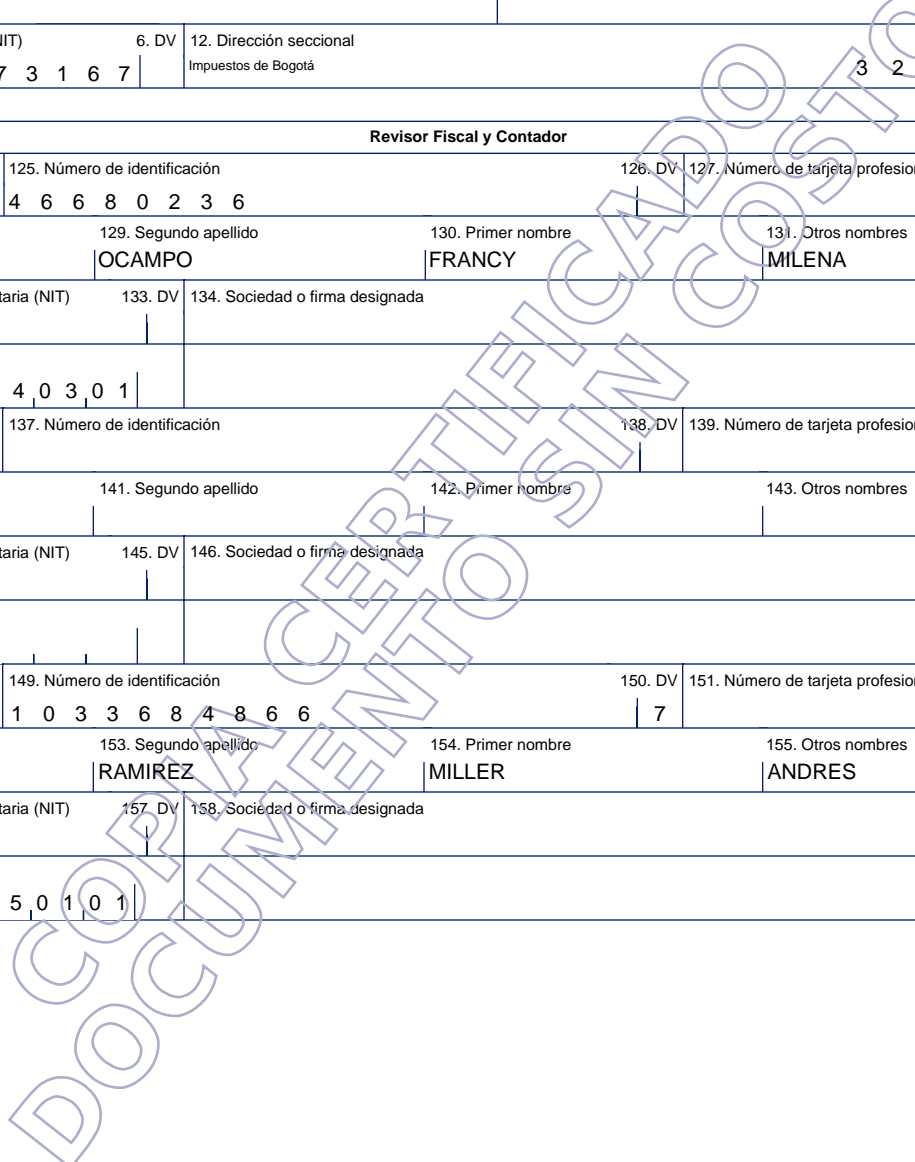 IIT) 6. DV 12. Dirección seccional
7 3 1 6 7 Impuestos de Bogotá 3 2
Revisor Fiscal y Contador
125. Número de identificación 126. DV 127. Número de tarjeta profesion
4 6 6 8 0 2 3 6
129. Segundo apellido 130. Primer nombre 131. Otros nombres
OCAMPO FRANCY MILENA
taria (NIT) 133. DV 134. Sociedad o firma designada
4 0 3 0 1
137. Número de identificación 138. DV 139. Número de tarjeta profesion
141. Segundo apellido 142. Primer nombre 143. Otros nombres
taria (NIT) 145. DV 146. Sociedad o firma designada
149. Número de identificación 150. DV 151. Número de tarjeta profesion
1 0 3 3 6 8 4 8 6 6 7
153. Segundo apellido 154. Primer nombre 155. Otros nombres
RAMIREZ MILLER ANDRES
taria (NIT) 157. DV 158. Sociedad o firma designada
5 0 1 0 1
COPIA CERTIFICADO
DOCUMENTO SIN COSTO